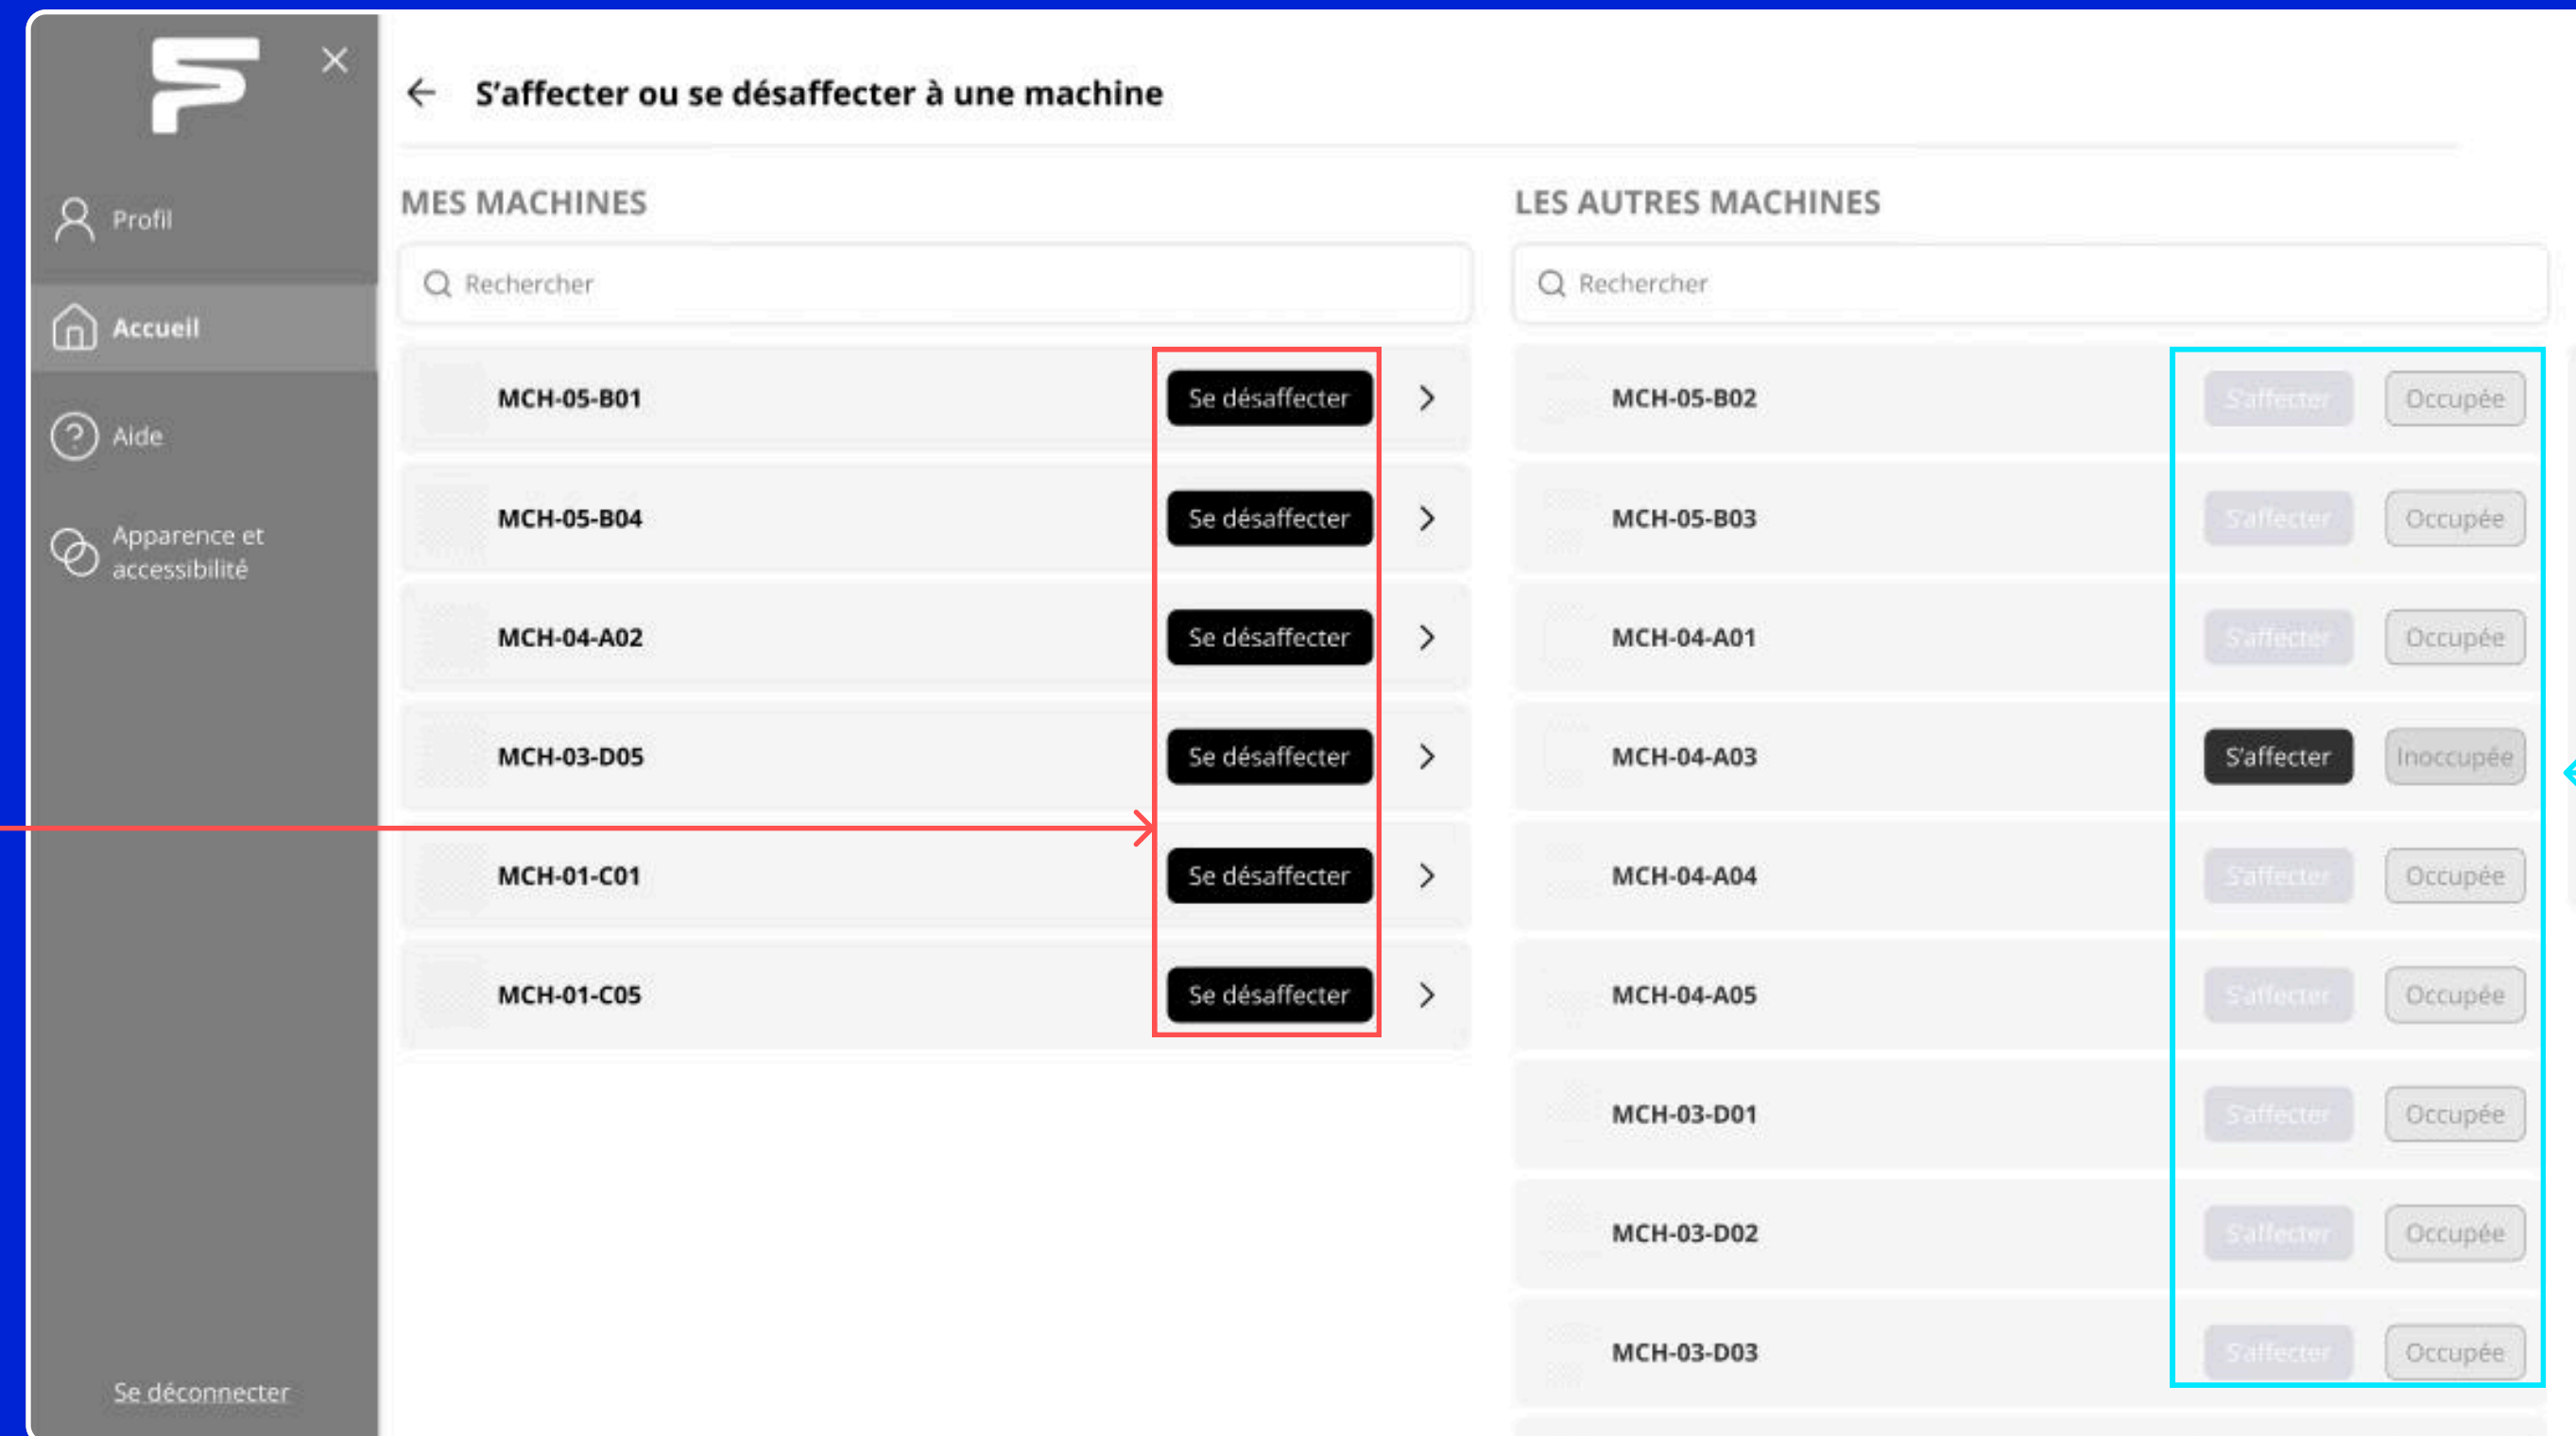 Profil
Accueil
Aide
Apparence et
accessibilité
Se déconnecter
S'affecter ou se désaffecter à une machine
MES MACHINES
Rechercher
MCH-05-B01 Se désaffecter
MCH-05-B04 Se désaffecter
MCH-04-A02 Se désaffecter
MCH-03-D05 Se désaffecter
MCH-01-C01 Se désaffecter
MCH-01-C05 Se désaffecter
LES AUTRES MACHINES
Rechercher
MCH-05-B02 S'affecter Occupée
MCH-05-B03 S'affecter Occupée
MCH-04-A01 S'affecter Occupée
MCH-04-A03 S'affecter Inoccupée
MCH-04-A04 S'affecter Occupée
MCH-04-A05 S'affecter Occupée
MCH-03-D01 S'affecter Occupée
MCH-03-D02 S'affecter Occupée
MCH-03-D03 S'affecter Occupée